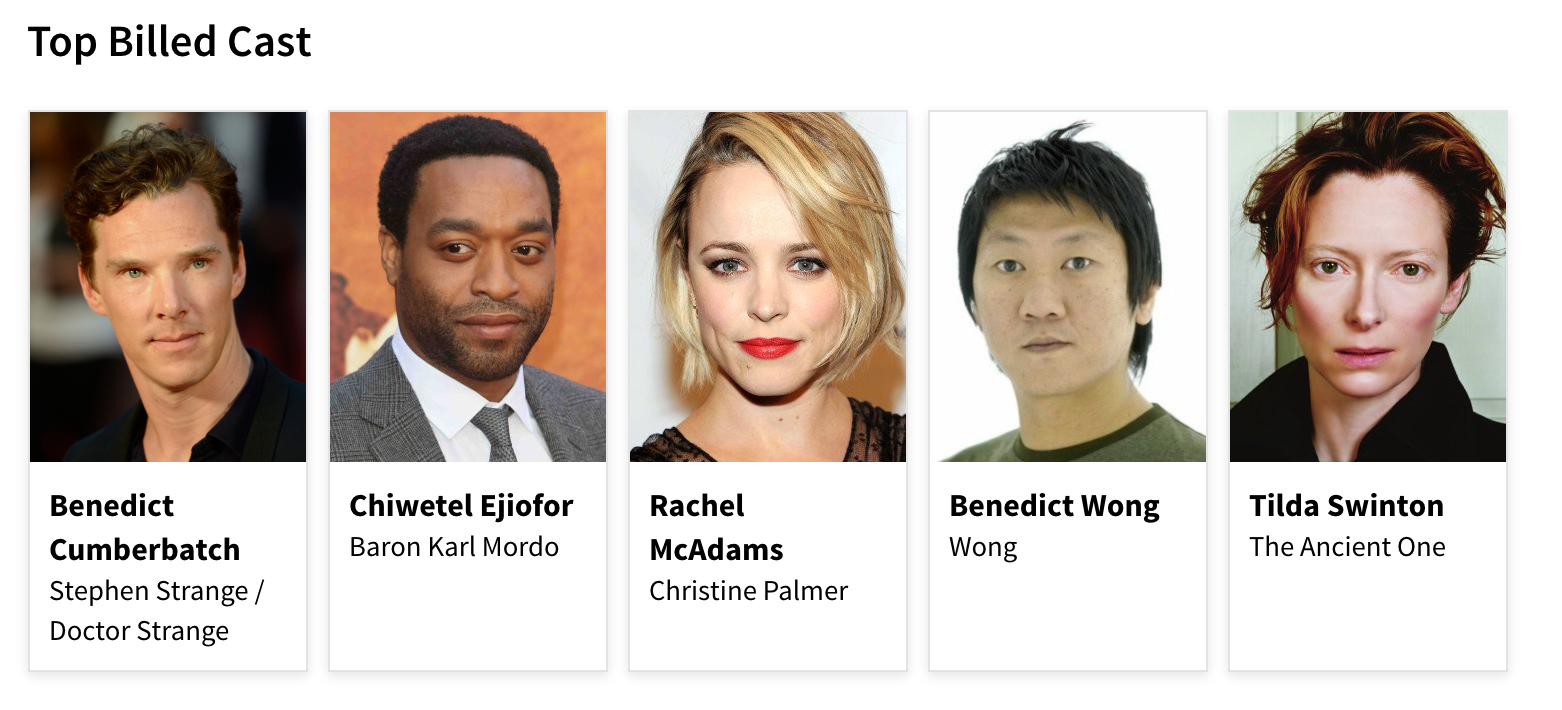 Top Billed Cast
Benedict
Cumberbatch
Stephen Strange /
Doctor Strange
Chiwetel Ejiofor
Baron Karl Mordo
Rachel
McAdams
Christine Palmer
Benedict Wong
Wong
Tilda Swinton
The Ancient One